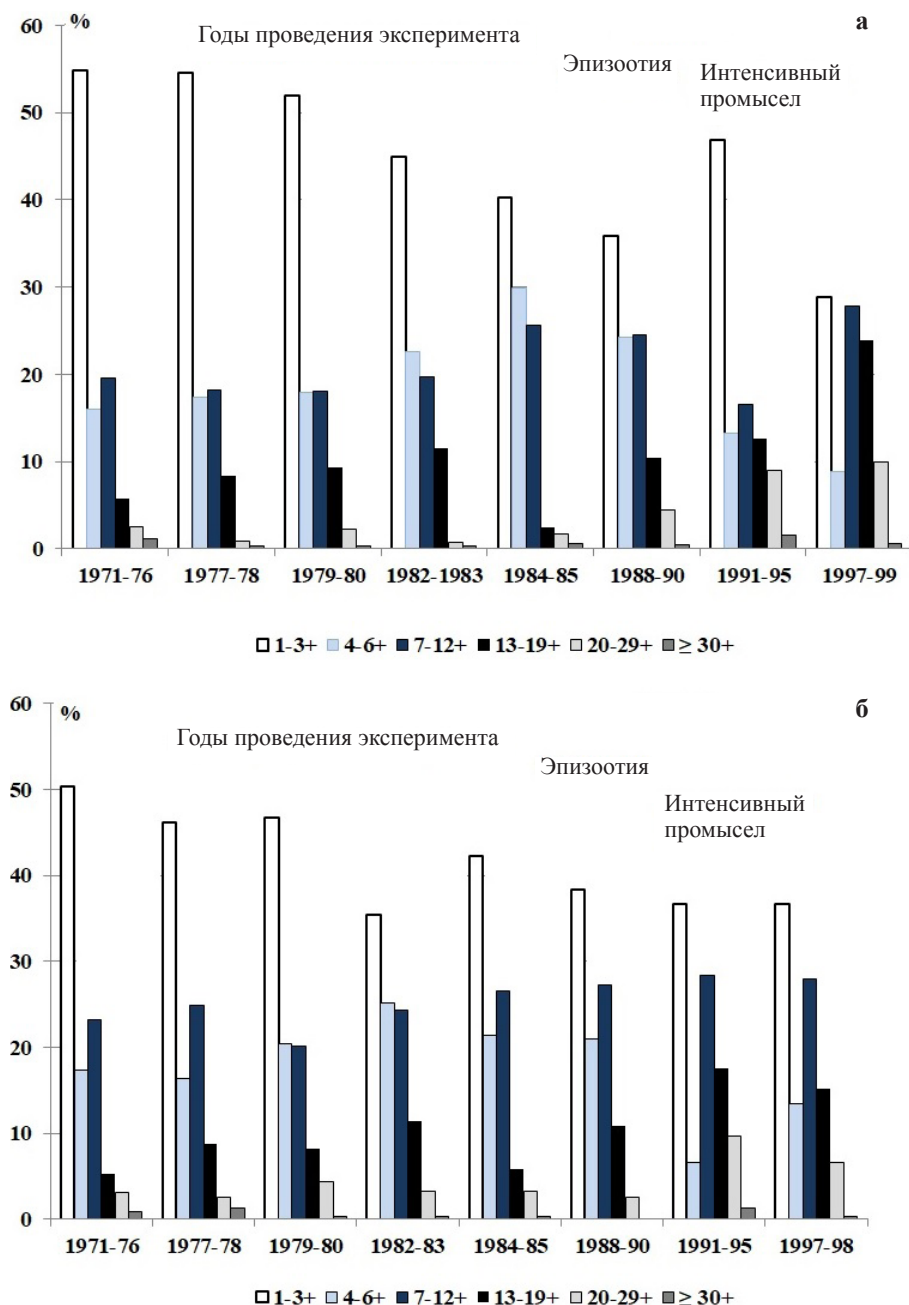 60
%
а
Годы проведения эксперимента
Эпизоотия
Интенсивный
промысел
50
40
30
20
10
0
1971-76 1977-78 1979-80 1982-1983 1984-85 1988-90 1991-95 1997-99
1-3+ 4-6+ 7-12+ 13-19+ 20-29+ ≥ 30+
60
%
б
Годы проведения эксперимента
Эпизоотия
Интенсивный
промысел
50
40
30
20
10
0
1971-76 1977-78 1979-80 1982-83 1984-85 1988-90 1991-95 1997-98
1-3+ 4-6+ 7-12+ 13-19+ 20-29+ ≥ 30+